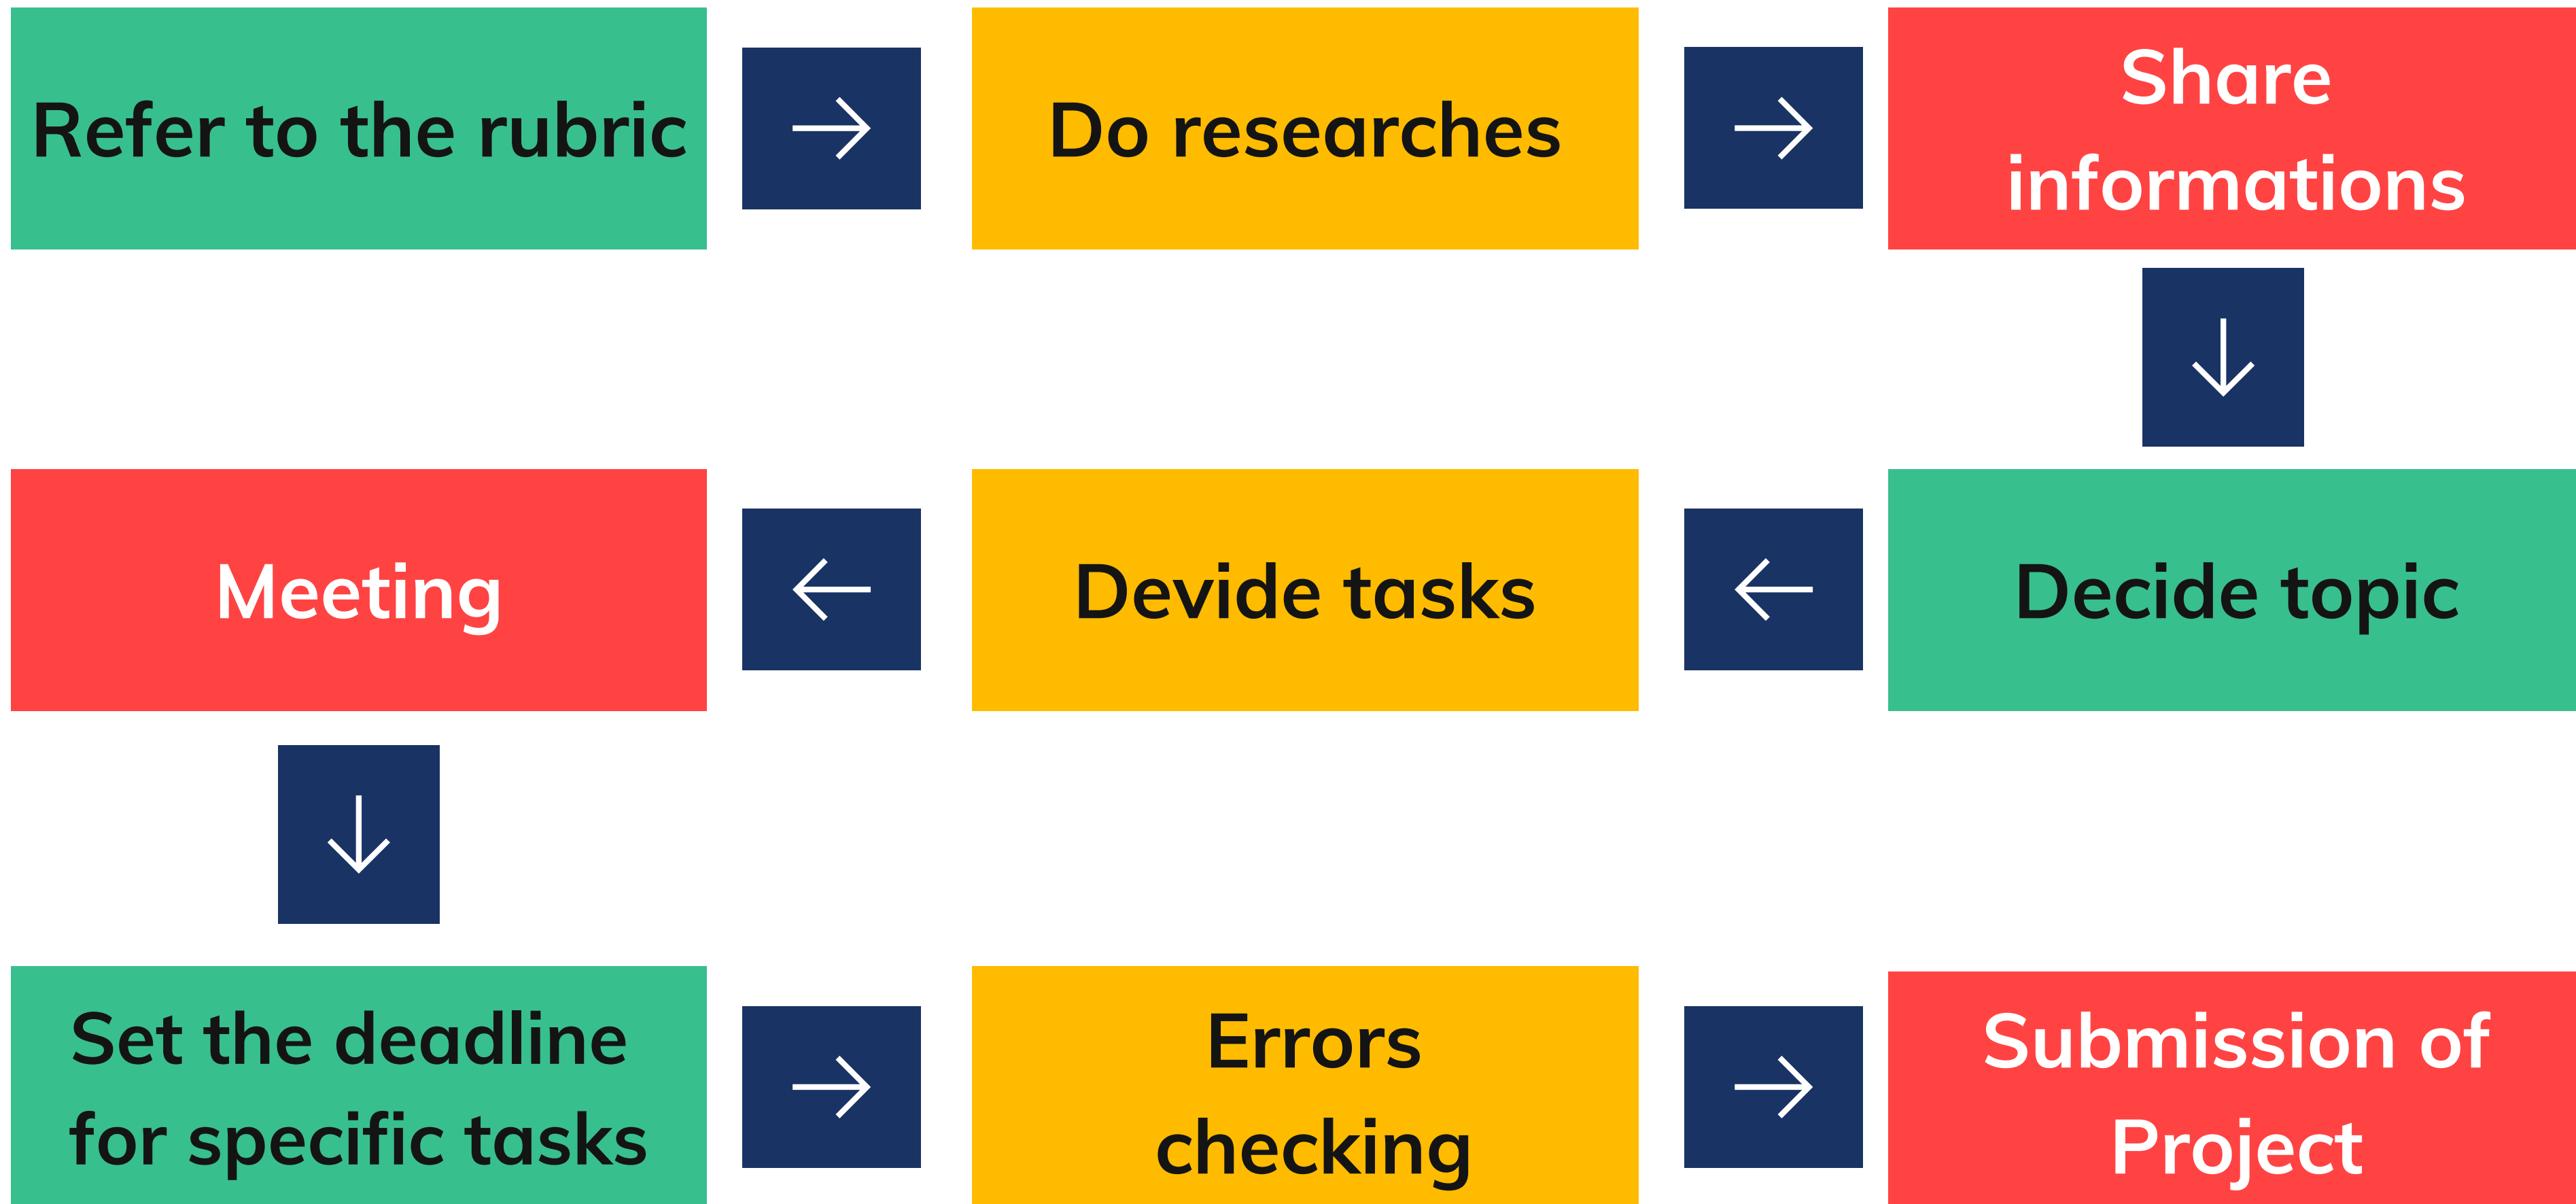 Refer to the rubric
Do researches
Share
informations
Decide topic
Devide tasks
Meeting
Set the deadline
for specific tasks
Errors
checking
Submission of
Project